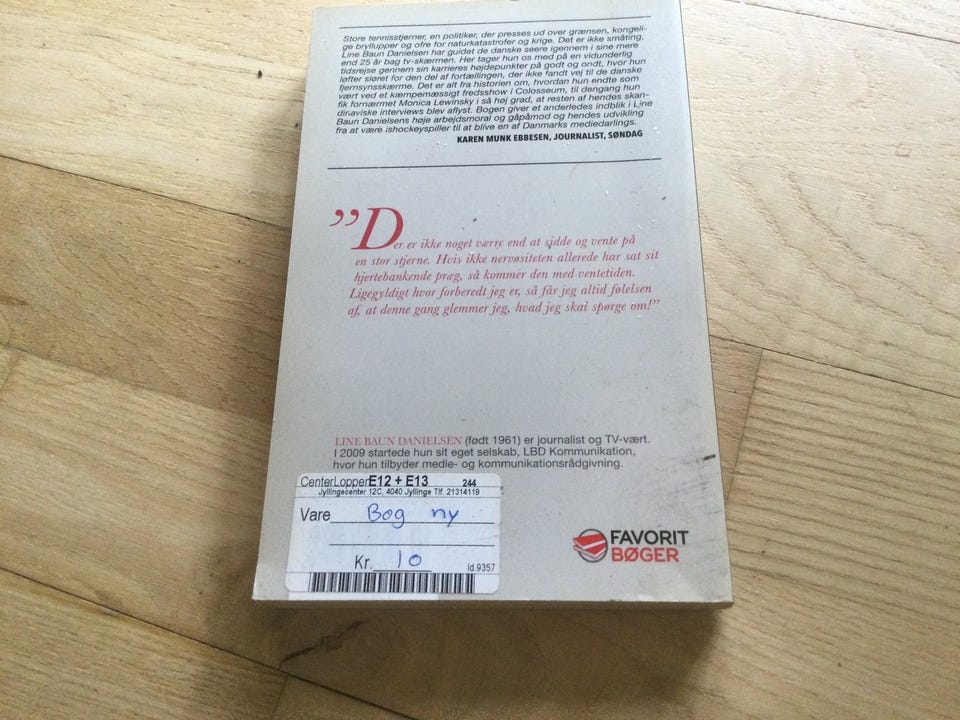 Store tennisstjerner, en politiker, der presses ud over grænsen, kongeli-
ge bryllupper og ofre for naturkatastrofer og krige. Det er ikke småting,
Line Baun Danielsen har guidet de danske seere igennem i sine mere
end 25 år bag tv-skærmen. Her tager hun os med på en vidunderlig
tidsrejse gennem sin karrieres højdepunkter på godt og ondt, hvor hun
løfter sløret for den del af fortællingen, der ikke fandt vej til de danske
fjernsynsskærme. Det er alt fra historien om, hvordan hun endte som
vært ved et kæmpemæssigt fredsshow i Colosseum, til dengang hun
fik fornærmet Monica Lewinsky i så høj grad, at resten af hendes skan-
dinaviske interviews blev aflyst. Bogen giver et anderledes indblik i Line
Baun Danielsens høje arbejdsmoral og gåpåmod og hendes udvikling
fra at være ishockeyspiller til at blive en af Danmarks mediedarlings.
KAREN MUNK EBBESEN, JOURNALIST, SØNDAG
”Der er ikke noget værre end at sidde og vente på
en stor stjerne. Hvis ikke nervøsiteten allerede har sat sit
hjertebankende præg, så kommer den med ventetiden.
Ligegyldigt hvor forberedt jeg er, så får jeg altid følelsen
af, at denne gang glemmer jeg, hvad jeg skal spørge om!”
LINE BAUN DANIELSEN (født 1961) er journalist og TV-vært.
I 2009 startede hun sit eget selskab, LBD Kommunikation,
hvor hun tilbyder medie- og kommunikationsrådgivning.
CenterLopper E12 + E13 244
Jyllingecenter 12C, 4040 Jyllinge Tlf. 21314119
Vare Bog ny
Kr. 10 Id.9357
FAVORIT
BØGER